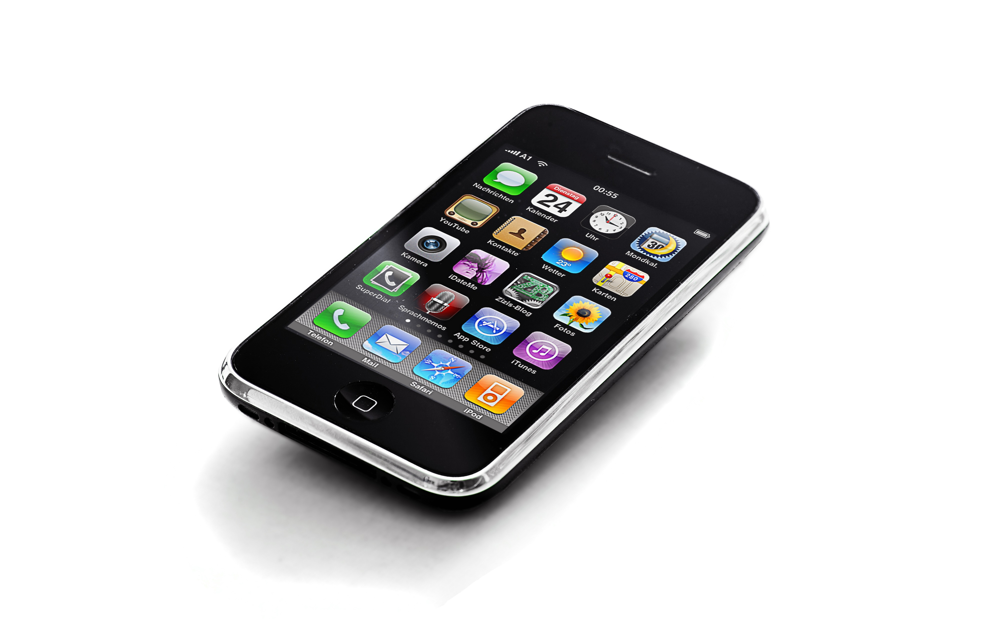 A1
00:55
Dienstag
24
30
Nachrichten
Kalender
Uhr
Mondkal.
23°
280
YouTube
Kontakte
Wetter
Karten
ZAB
Kamera
iDateMe
Zizis-Blog
Fotos
SuperDial
Sprachmemos
App Store
iTunes
N
W
S
Telefon
Mail
Safari
iPod